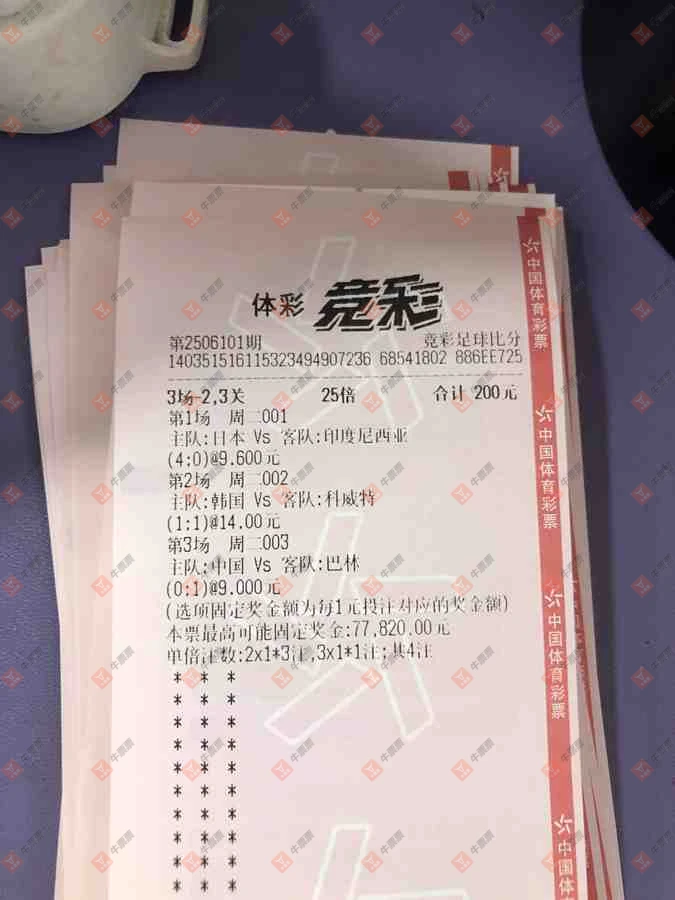 体彩 竞彩
第2506101期 竞彩足球比分
140351516115323494907236 68541802 886EE725
3场-2,3关 25倍 合计 200元
第1场 周二001
主队:日本 Vs 客队:印度尼西亚
(4:0)@9.600元
第2场 周二002
主队:韩国 Vs 客队:科威特
(1:1)@14.00元
第3场 周二003
主队:中国 Vs 客队:巴林
(0:1)@9.000元
(选项固定奖金额为每1元投注对应的奖金额)
本票最高可能固定奖金:77,820.00元
单倍注数:2x1*3注,3x1*1注;共4注
* * *
* * *
* * *
* * *
* * *
* * *
* * *
* * *
* * *
* * *
中国体育彩票
中国体育彩票
中国体育彩票
中国体育
牛票票